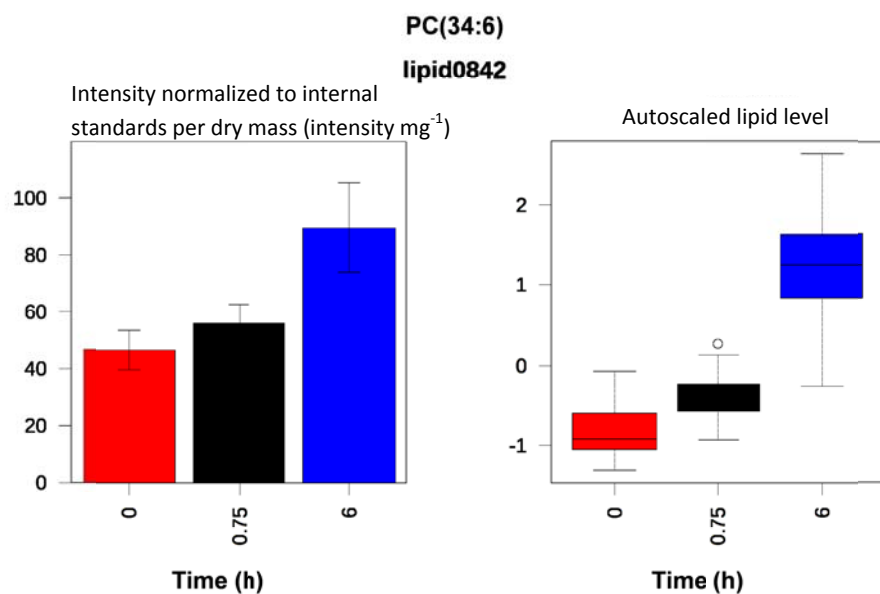 PC(34:6)
lipid0842
Intensity normalized to internal
standards per dry mass (intensity mg⁻¹)
100
80
60
40
20
0
0
0.75
6
Time (h)
Autoscaled lipid level
2
1
0
-1
0
0.75
6
Time (h)